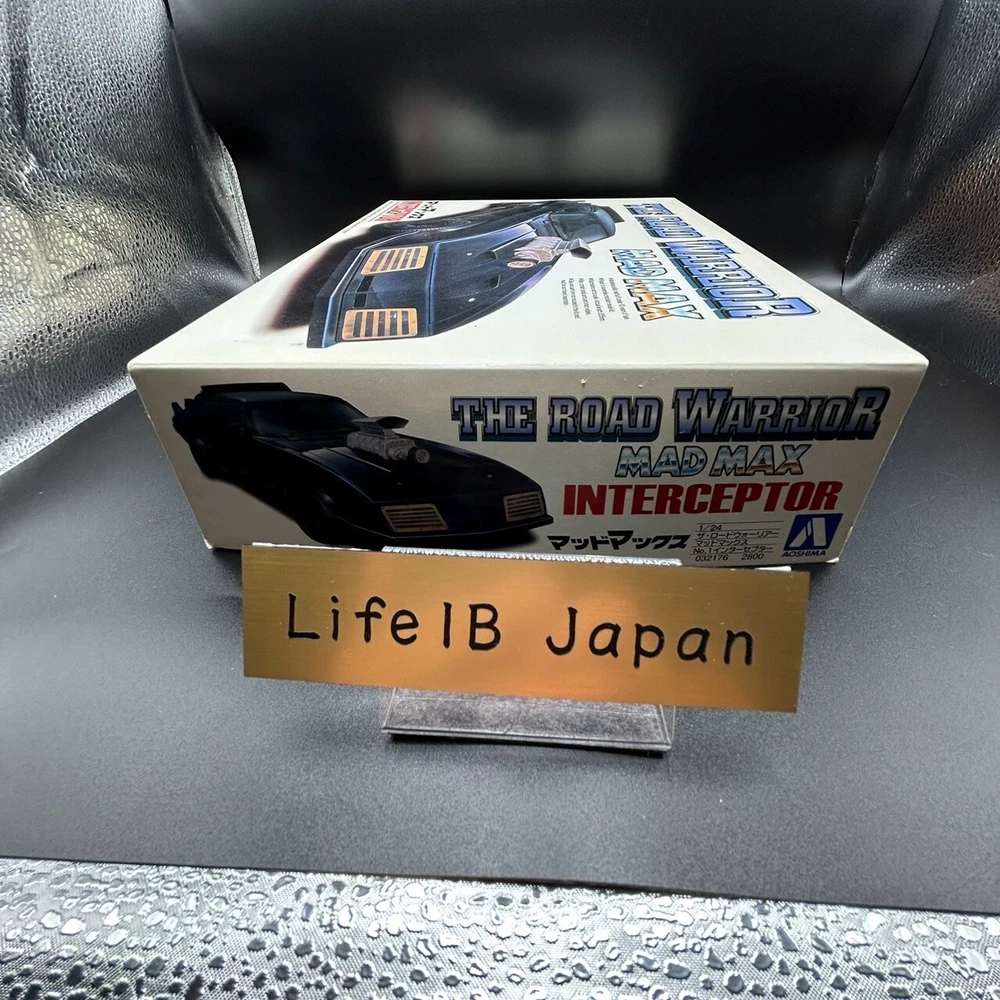 THE ROAD WARRIOR
MAD MAX
THE ROAD WARRIOR
MAD MAX
INTERCEPTOR
マッドマックス
1/24
ザ・ロードウォーリアー
マッドマックス
No.1インターセプター
032176 2800
AOSHIMA
Life1B Japan